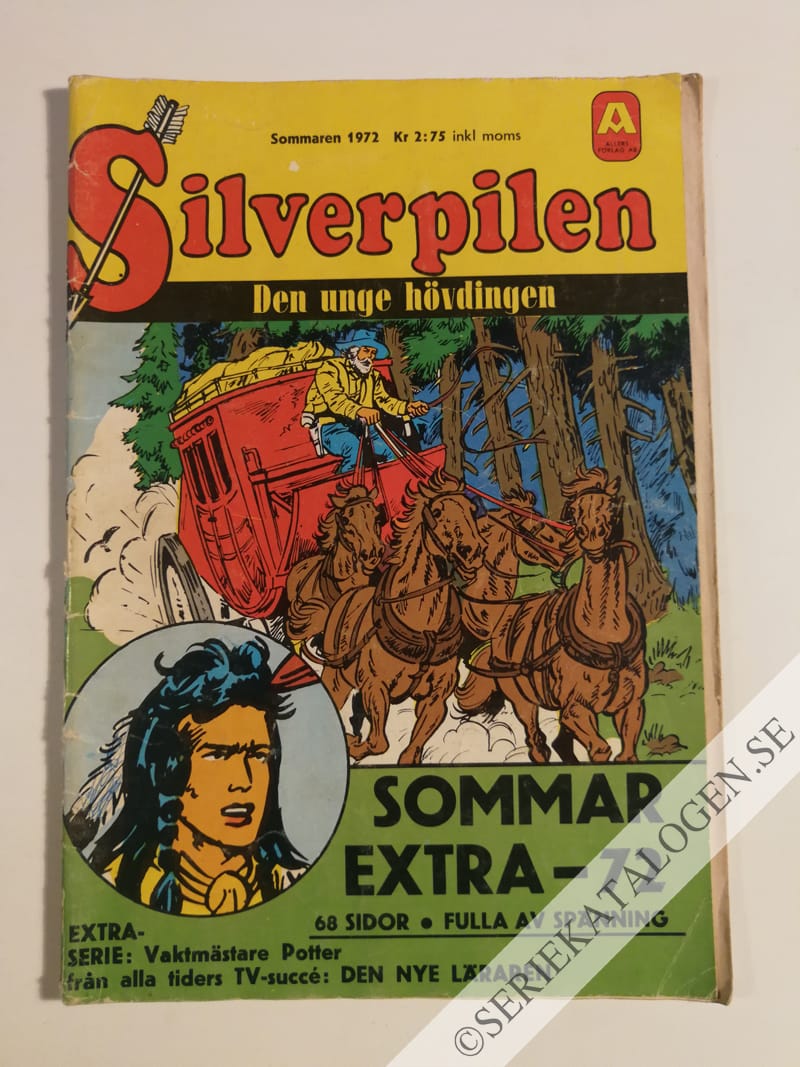 Sommaren 1972 Kr 2:75 inkl moms
A
ALLERS
FÖRLAG AB
Silverpilen
Den unge hövdingen
SOMMAR
EXTRA-72
68 SIDOR • FULLA AV SPÄNNING
EXTRA-
SERIE: Vaktmästare Potter
från alla tiders TV-succé: DEN NYE LÄRAREN
©SERIEKATALOGEN.SE